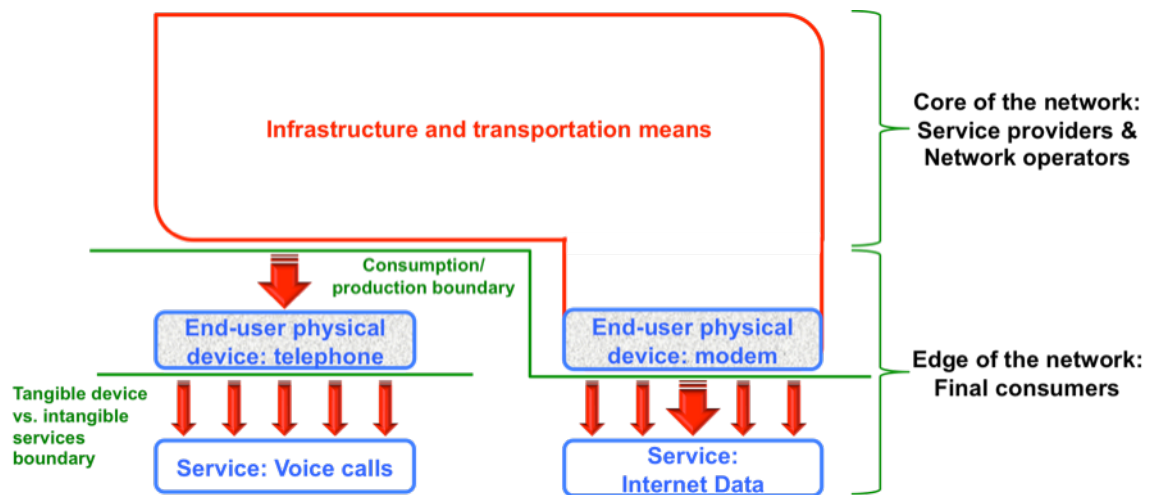 Infrastructure and transportation means
Core of the network:
Service providers &
Network operators
Consumption/
production boundary
End-user physical
device: telephone
End-user physical
device: modem
Edge of the network:
Final consumers
Tangible device
vs. intangible
services
boundary
Service: Voice calls
Service:
Internet Data